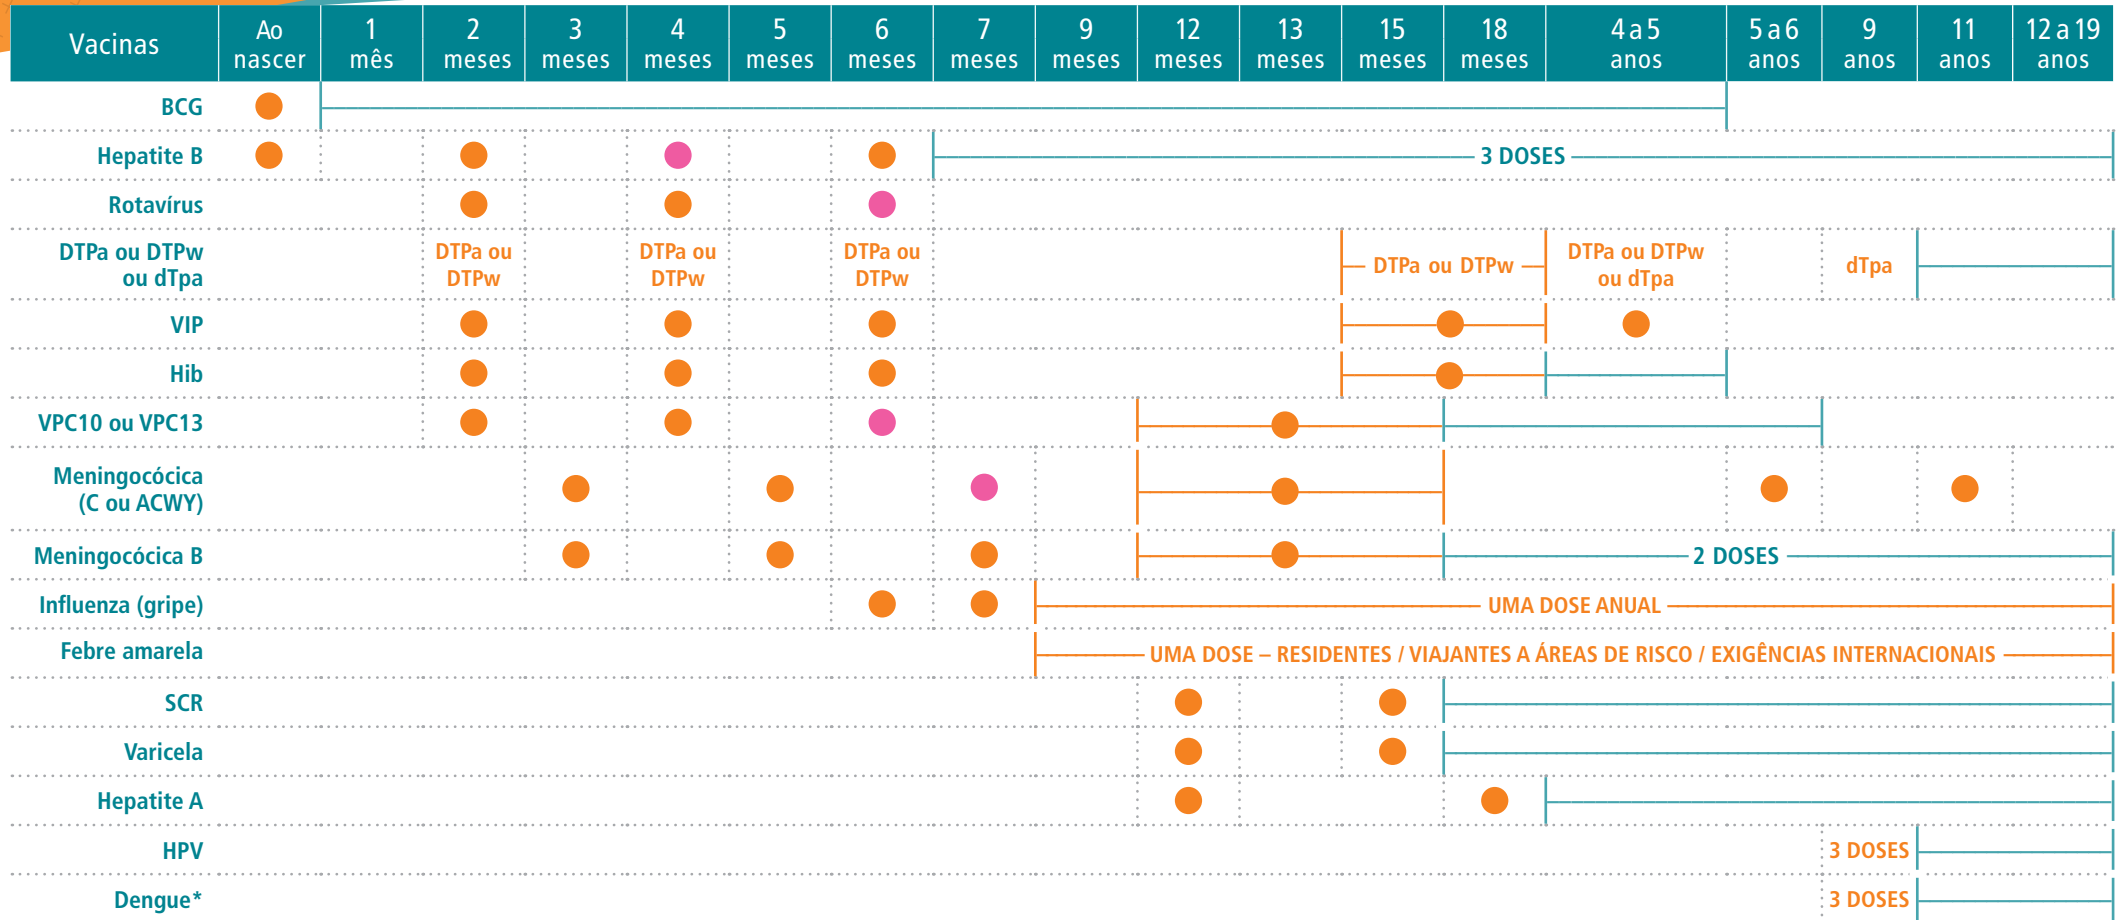 Vacinas
Ao nascer
1 mês
2 meses
3 meses
4 meses
5 meses
6 meses
7 meses
9 meses
12 meses
13 meses
15 meses
18 meses
4 a 5 anos
5 a 6 anos
9 anos
11 anos
12 a 19 anos
BCG
Hepatite B
3 DOSES
Rotavírus
DTPa ou DTPw
ou dTpa
DTPa ou
DTPw
DTPa ou
DTPw
DTPa ou
DTPw
DTPa ou DTPw
DTPa ou DTPw
ou dTpa
dTpa
VIP
Hib
VPC10 ou VPC13
Meningocócica
(C ou ACWY)
Meningocócica B
2 DOSES
Influenza (gripe)
UMA DOSE ANUAL
Febre amarela
UMA DOSE – RESIDENTES / VIAJANTES A ÁREAS DE RISCO / EXIGÊNCIAS INTERNACIONAIS
SCR
Varicela
Hepatite A
HPV
3 DOSES
Dengue*
3 DOSES